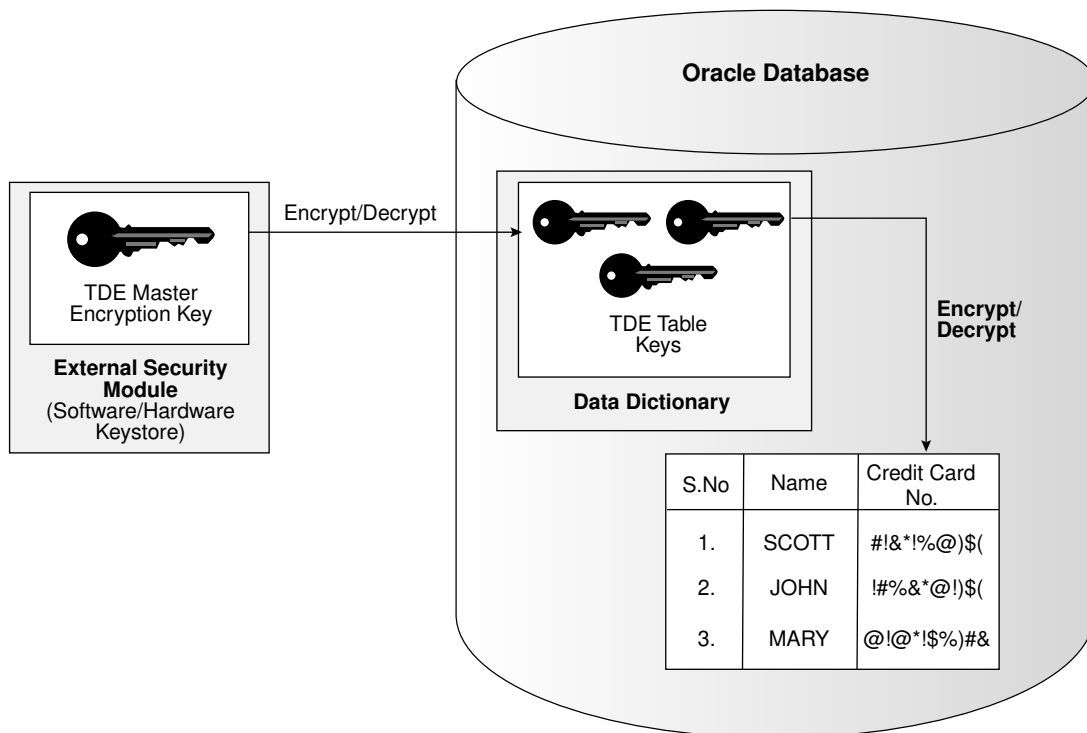 Oracle Database
Encrypt/Decrypt
TDE Master
Encryption Key
External Security
Module
(Software/Hardware
Keystore)
TDE Table
Keys
Data Dictionary
Encrypt/
Decrypt
S.No Name Credit Card
No.
1. SCOTT #!&*!%@)$(
2. JOHN !#%&*@!)$(
3. MARY @!@*!$%)#&